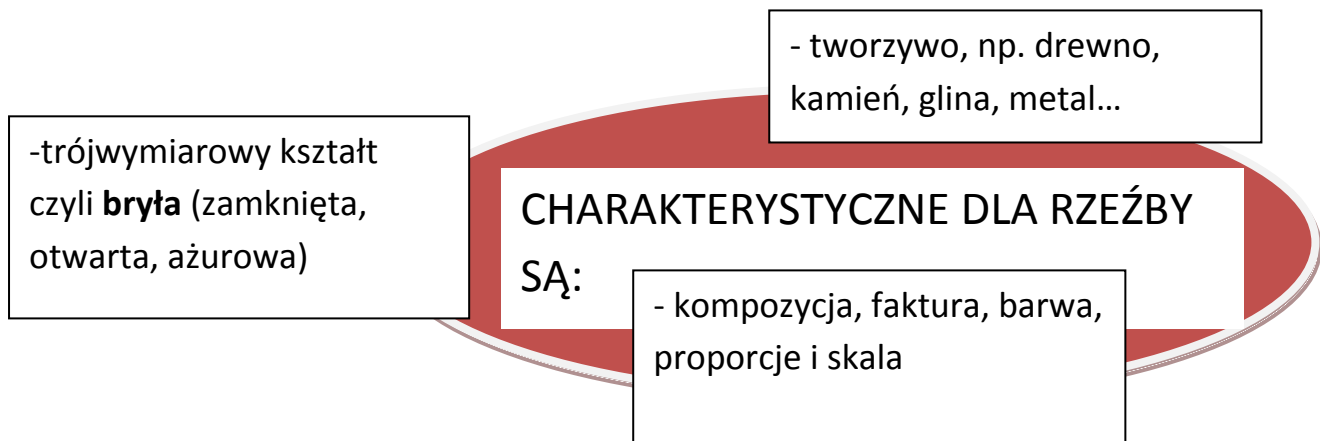 - tworzywo, np. drewno,
kamień, glina, metal…
-trójwymiarowy kształt
czyli bryła (zamknięta,
otwarta, ażurowa)
CHARAKTERYSTYCZNE DLA RZEŹBY
SĄ:
- kompozycja, faktura, barwa,
proporcje i skala